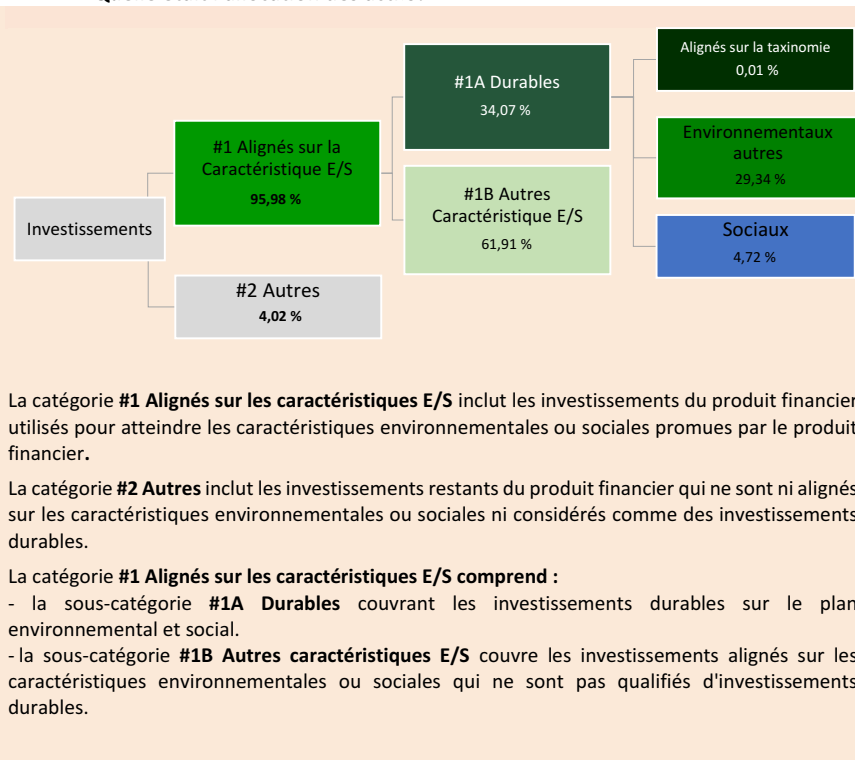 #1A Durables
34,07 %
Alignés sur la taxinomie
0,01 %
#1 Alignés sur la
Caractéristique E/S
95,98 %
Environnementaux
autres
29,34 %
Investissements
#1B Autres
Caractéristique E/S
61,91 %
Sociaux
4,72 %
#2 Autres
4,02 %
La catégorie #1 Alignés sur les caractéristiques E/S inclut les investissements du produit financier
utilisés pour atteindre les caractéristiques environnementales ou sociales promues par le produit
financier.
La catégorie #2 Autres inclut les investissements restants du produit financier qui ne sont ni alignés
sur les caractéristiques environnementales ou sociales ni considérés comme des investissements
durables.
La catégorie #1 Alignés sur les caractéristiques E/S comprend :
- la sous-catégorie #1A Durables couvrant les investissements durables sur le plan
environnemental et social.
- la sous-catégorie #1B Autres caractéristiques E/S couvre les investissements alignés sur les
caractéristiques environnementales ou sociales qui ne sont pas qualifiés d'investissements
durables.